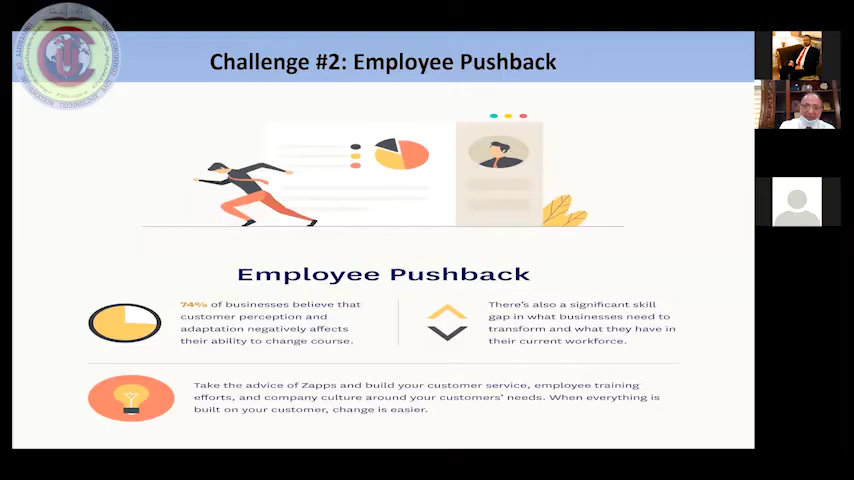 Challenge #2: Employee Pushback
Employee Pushback
74% of businesses believe that
customer perception and
adaptation negatively affects
their ability to change course.
There's also a significant skill
gap in what businesses need to
transform and what they have in
their current workforce.
Take the advice of Zapps and build your customer service, employee training
efforts, and company culture around your customers' needs. When everything is
built on your customer, change is easier.